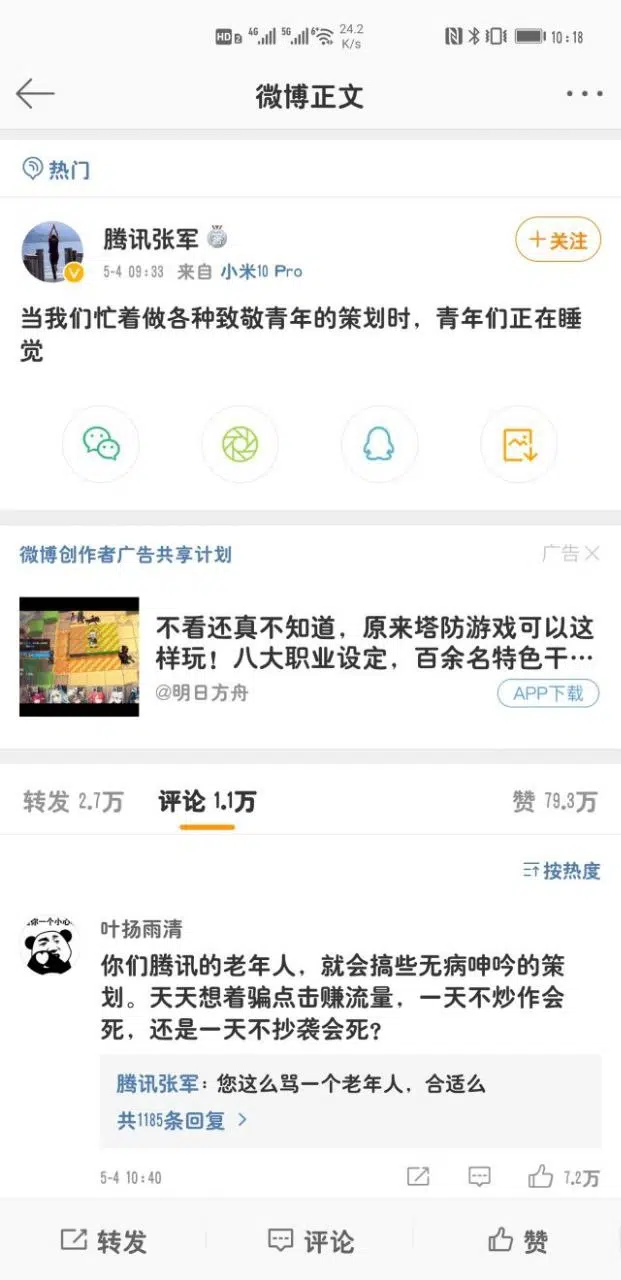 HD 2 4G 5G 6 24.2 K/s 10:18
微博正文
热门
腾讯张军
+关注
5-4 09:33 来自 小米10 Pro
当我们忙着做各种致敬青年的策划时，青年们正在睡
觉
微博创作者广告共享计划
广告
不看还真不知道，原来塔防游戏可以这
样玩！八大职业设定，百余名特色干…
@明日方舟
APP下载
转发 2.7万 评论 1.1万 赞 79.3万
按热度
你一个小心
叶扬雨清
你们腾讯的老年人，就会搞些无病呻吟的策
划。天天想着骗点击赚流量，一天不炒作会
死，还是一天不抄袭会死?
腾讯张军：您这么骂一个老年人，合适么
共1185条回复 >
5-4 10:40
7.2万
转发 评论 赞